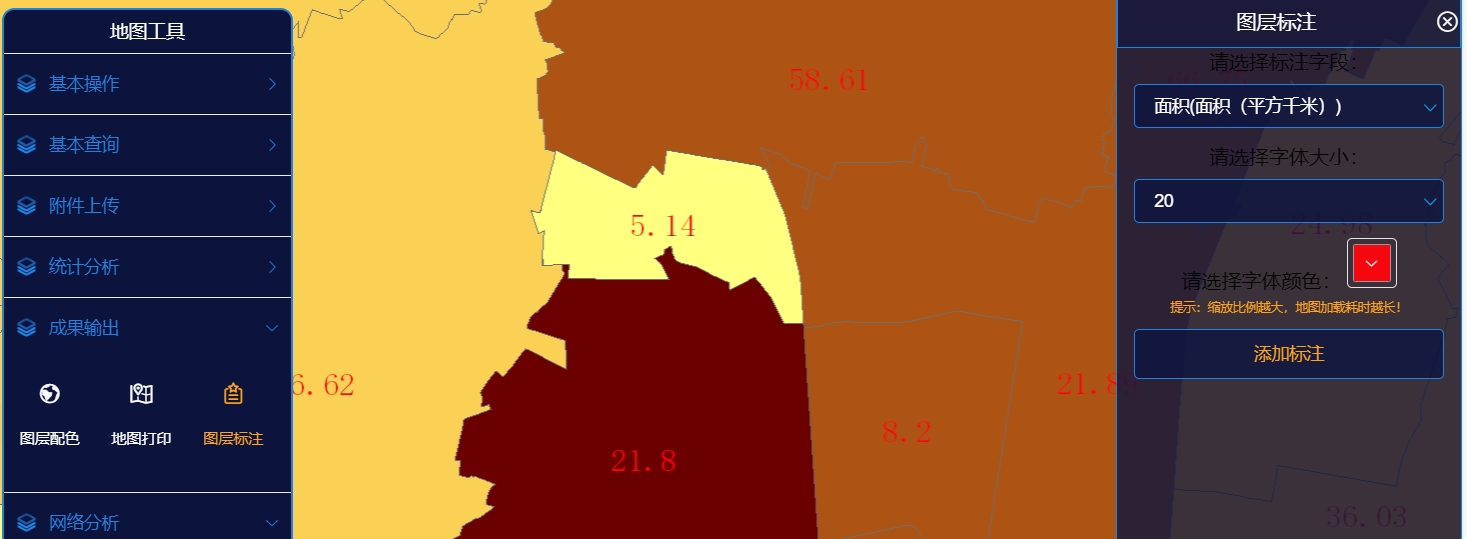 地图工具
基本操作
基本查询
附件上传
统计分析
成果输出
图层配色
地图打印
图层标注
网络分析
58.61
5.14
6.62
21.8
8.2
24.98
36.03
图层标注
请选择标注字段：
面积(面积（平方千米））
请选择字体大小：
20
请选择字体颜色：
提示：缩放比例越大，地图加载耗时越长！
添加标注